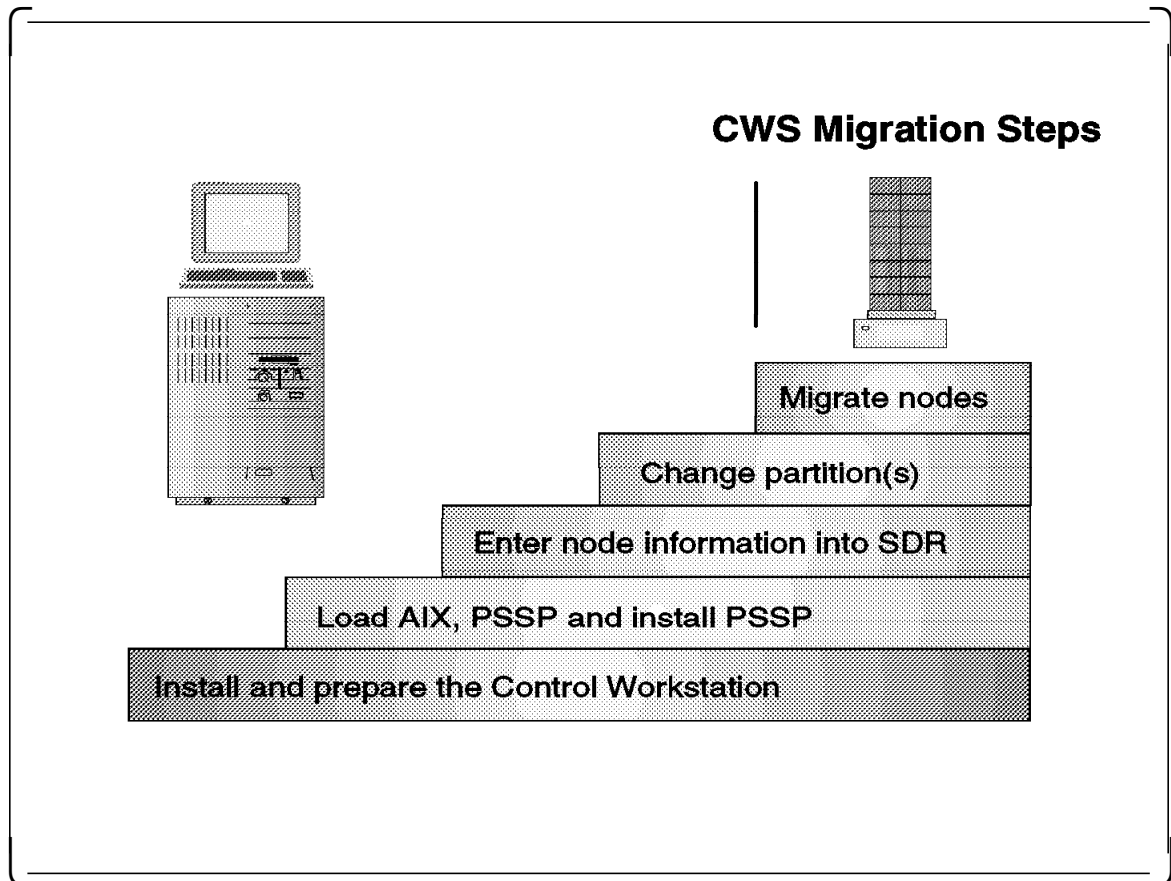 CWS Migration Steps
Migrate nodes
Change partition(s)
Enter node information into SDR
Load AIX, PSSP and install PSSP
Install and prepare the Control Workstation